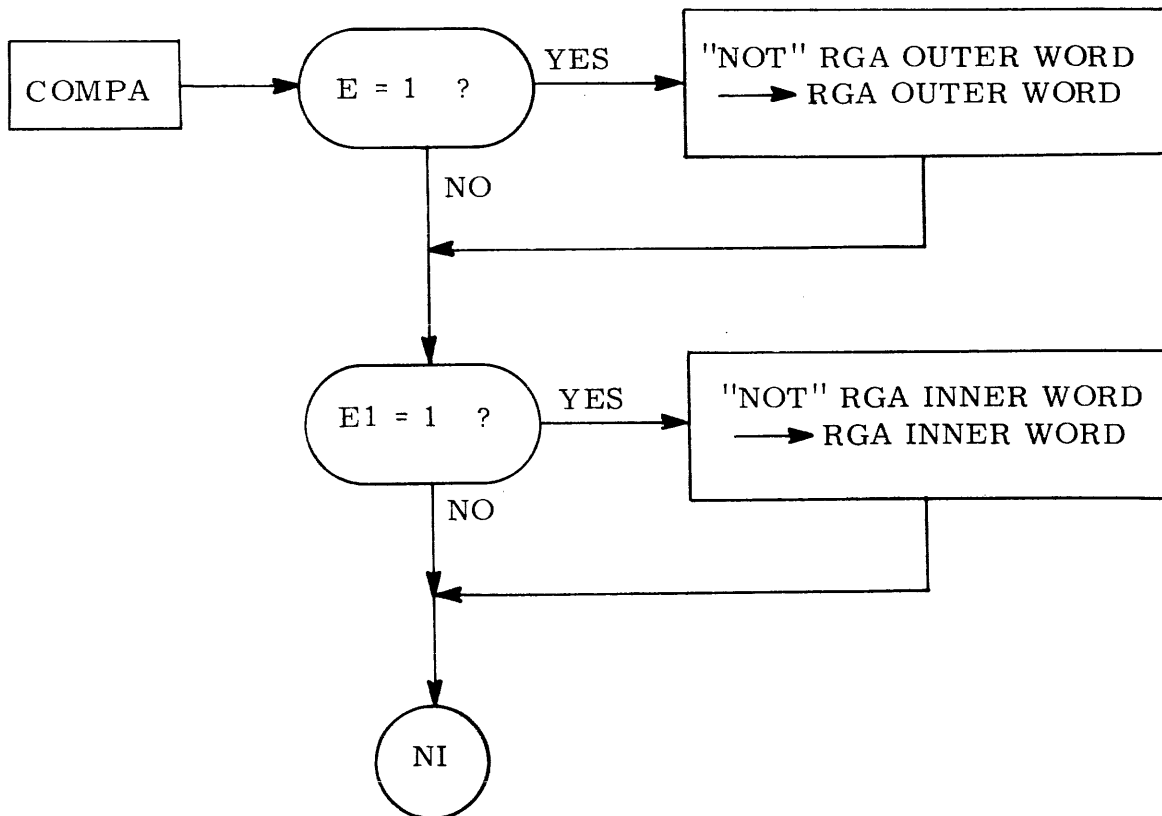 COMPA
E = 1 ?
YES
"NOT" RGA OUTER WORD
RGA OUTER WORD
NO
E1 = 1 ?
YES
"NOT" RGA INNER WORD
RGA INNER WORD
NO
NI